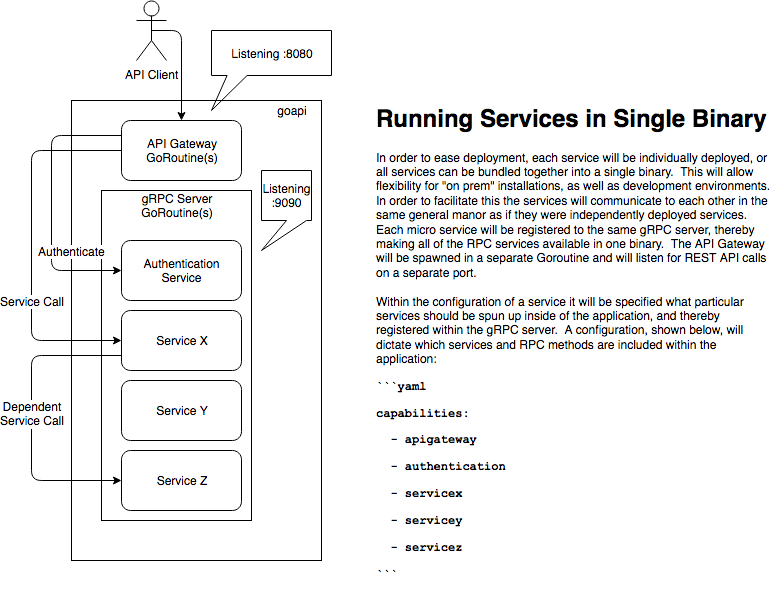 API Client
Listening :8080
goapi
API Gateway
GoRoutine(s)
gRPC Server
GoRoutine(s)
Listening
:9090
Authenticate
Authentication
Service
Service Call
Service X
Dependent
Service Call
Service Y
Service Z
Running Services in Single Binary
In order to ease deployment, each service will be individually deployed, or
all services can be bundled together into a single binary.  This will allow
flexibility for "on prem" installations, as well as development environments.
In order to facilitate this the services will communicate to each other in the
same general manor as if they were independently deployed services.
Each micro service will be registered to the same gRPC server, thereby
making all of the RPC services available in one binary.  The API Gateway
will be spawned in a separate Goroutine and will listen for REST API calls
on a separate port.
Within the configuration of a service it will be specified what particular
services should be spun up inside of the application, and thereby
registered within the gRPC server.  A configuration, shown below, will
dictate which services and RPC methods are included within the
application:
```yaml
capabilities:
  - apigateway
  - authentication
  - servicex
  - servicey
  - servicez
```